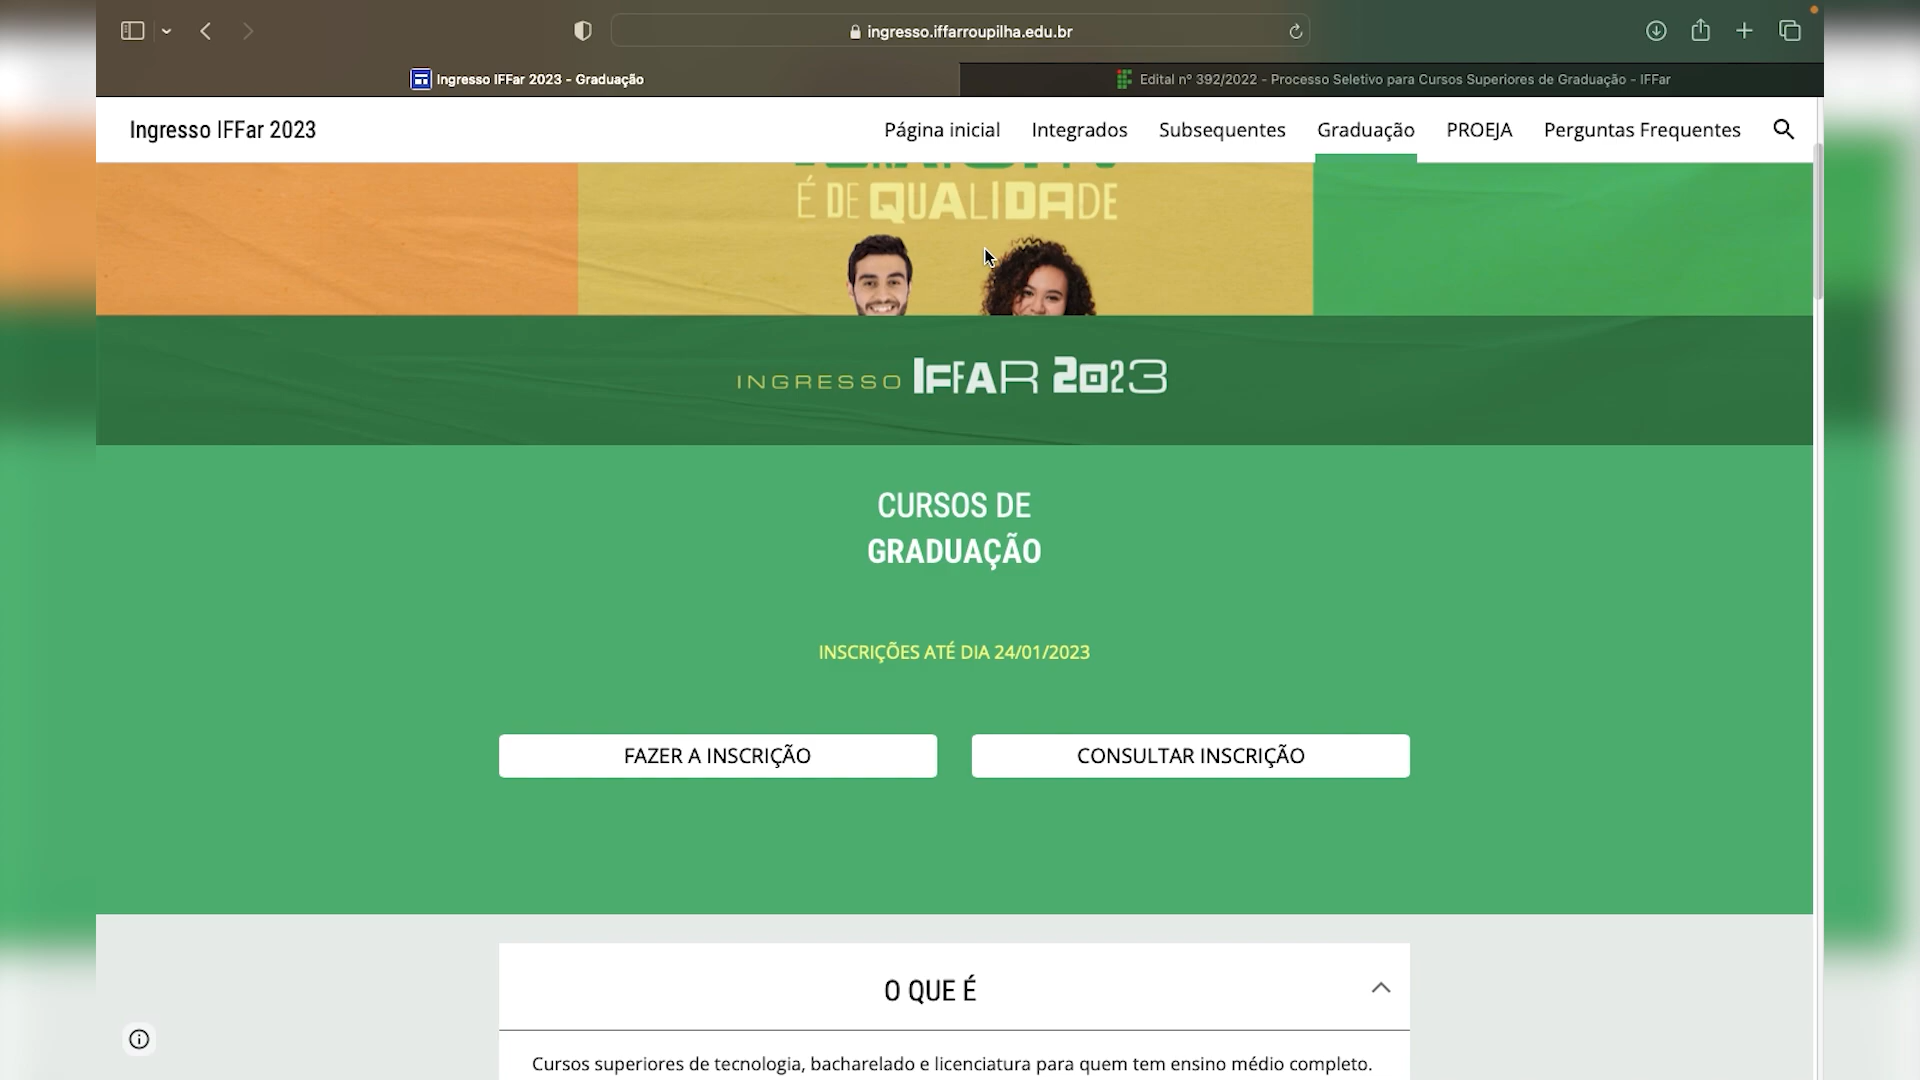 ingresso.iffarroupilha.edu.br
Ingresso IFFar 2023 - Graduação
Edital nº 392/2022 - Processo Seletivo para Cursos Superiores de Graduação - IFFar
Ingresso IFFar 2023
Página inicial
Integrados
Subsequentes
Graduação
PROEJA
Perguntas Frequentes
É DE QUALIDADE
INGRESSO IFFAR 2023
CURSOS DE
GRADUAÇÃO
INSCRIÇÕES ATÉ DIA 24/01/2023
FAZER A INSCRIÇÃO
CONSULTAR INSCRIÇÃO
O QUE É
Cursos superiores de tecnologia, bacharelado e licenciatura para quem tem ensino médio completo.